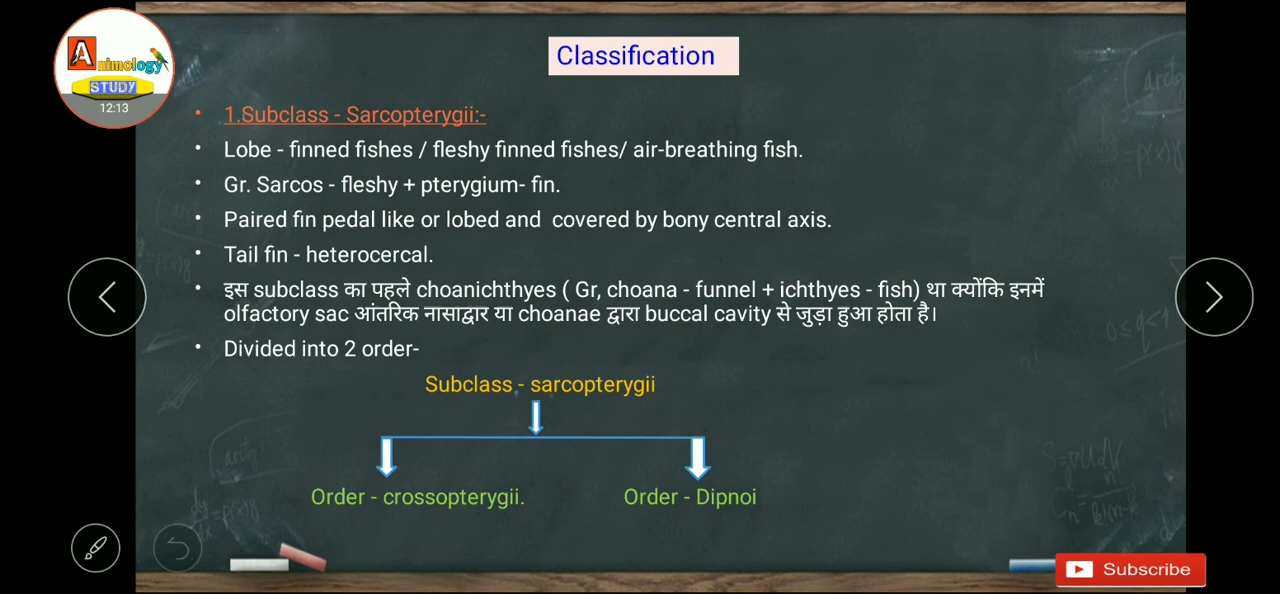 Animology
STUDY
12:13
Classification
1.Subclass - Sarcopterygii:-
Lobe - finned fishes / fleshy finned fishes/ air-breathing fish.
Gr. Sarcos - fleshy + pterygium- fin.
Paired fin pedal like or lobed and covered by bony central axis.
Tail fin - heterocercal.
इस subclass का पहले choanichthyes ( Gr, choana - funnel + ichthyes - fish) था क्योंकि इनमें
olfactory sac आंतरिक नासाद्वार या choanae द्वारा buccal cavity से जुड़ा हुआ होता है।
Divided into 2 order-
Subclass - sarcopterygii
Order - crossopterygii.
Order - Dipnoi
Subscribe